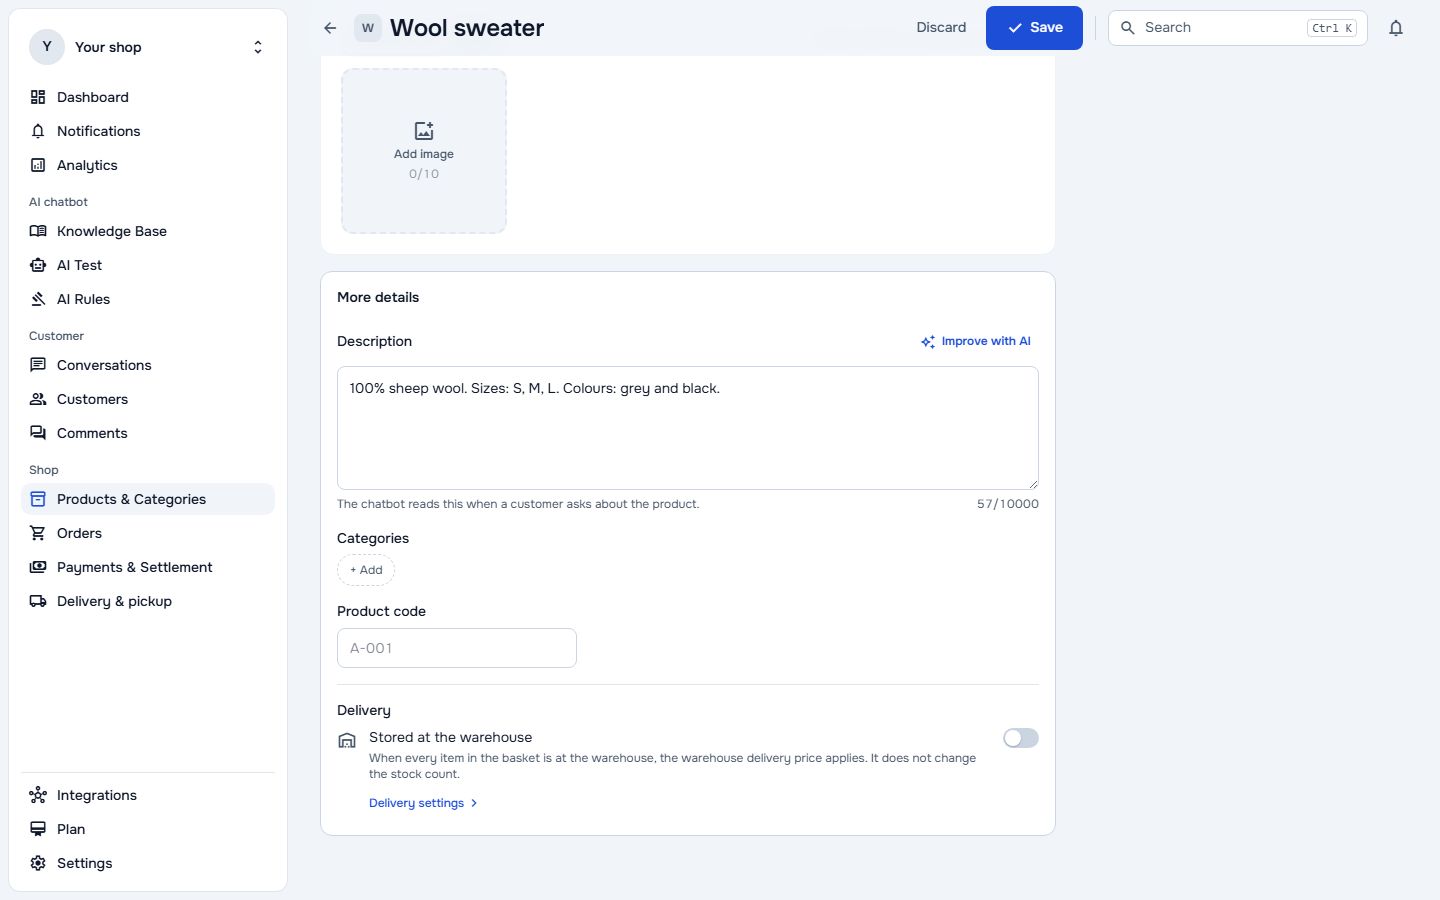 W Wool sweater
Discard
Save
Search
Ctrl K
Y Your shop
Dashboard
Notifications
Analytics
AI chatbot
Knowledge Base
AI Test
AI Rules
Customer
Conversations
Customers
Comments
Shop
Products & Categories
Orders
Payments & Settlement
Delivery & pickup
Integrations
Plan
Settings
Add image
0/10
More details
Description
Improve with AI
100% sheep wool. Sizes: S, M, L. Colours: grey and black.
The chatbot reads this when a customer asks about the product.
57/10000
Categories
+ Add
Product code
A-001
Delivery
Stored at the warehouse
When every item in the basket is at the warehouse, the warehouse delivery price applies. It does not change
the stock count.
Delivery settings